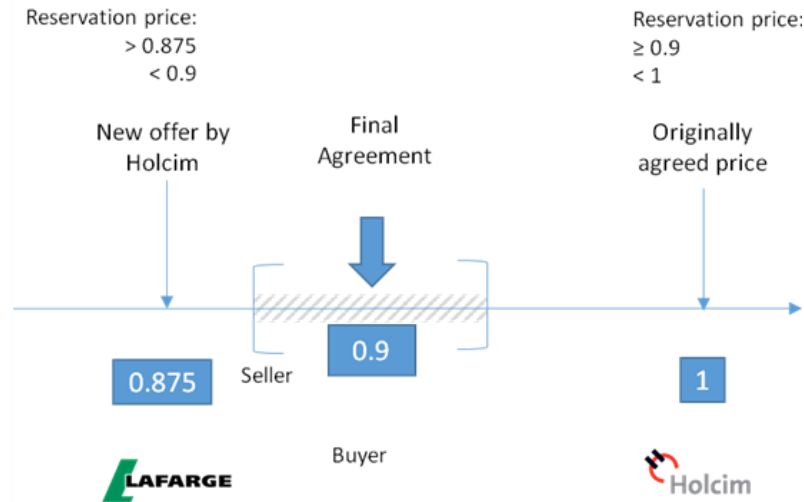 Reservation price:
> 0.875
< 0.9
Reservation price:
≥ 0.9
< 1
New offer by
Holcim
Final
Agreement
Originally
agreed price
0.875
Seller
0.9
1
Buyer
LAFARGE
Holcim